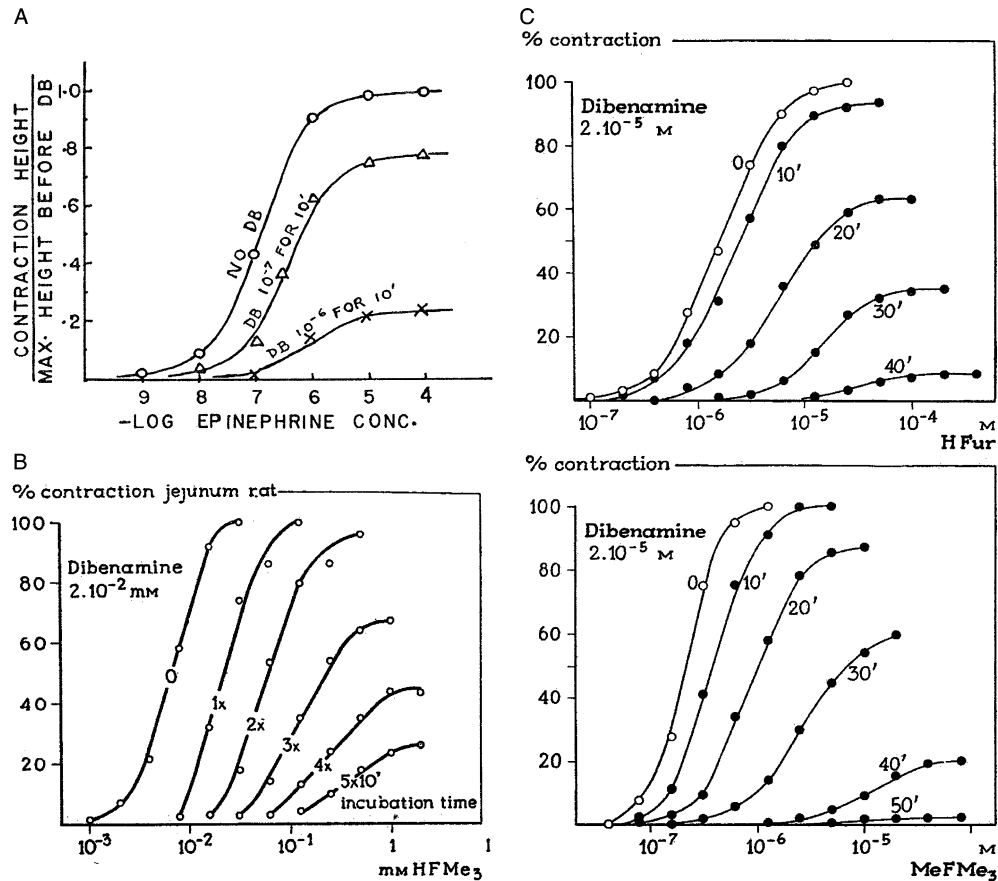 A
CONTRACTION HEIGHT
MAX. HEIGHT BEFORE DB
1.0
.8
.6
.4
.2
NO DB
DB 10-7 FOR 10'
DB 10-6 FOR 10'
9 8 7 6 5 4
-LOG EPINEPHRINE CONC.
B
% contraction jejunum rat
100
80
60
40
20
Dibenamine
2.10-2 mM
0
1x
2x
3x
4x
5x10'
incubation time
10-3 10-2 10-1 1 1
mM HFMe3
C
% contraction
100
80
60
40
20
Dibenamine
2.10-5 M
0
10'
20'
30'
40'
10-7 10-6 10-5 10-4 M
HFur
% contraction
100
80
60
40
20
Dibenamine
2.10-5 M
0
10'
20'
30'
40'
50'
10-7 10-6 10-5 M
MeFMe3